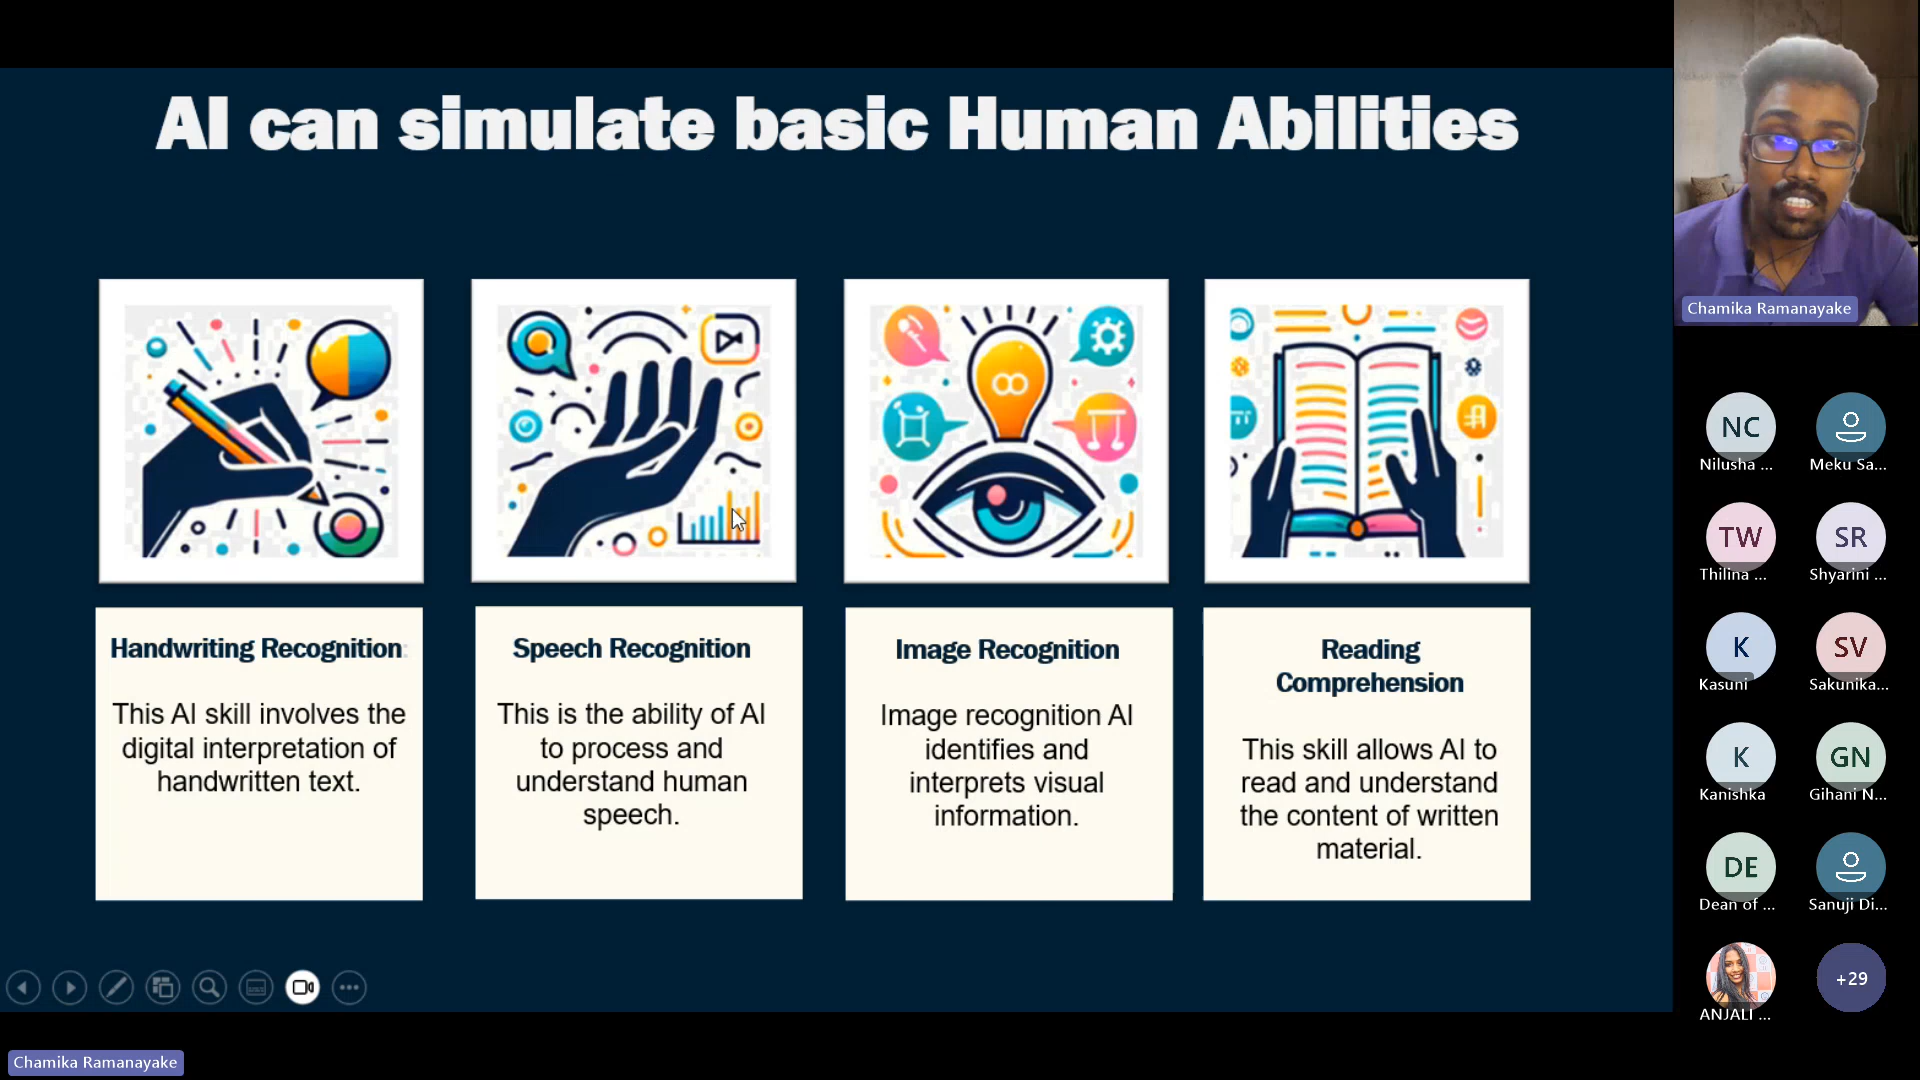 AI can simulate basic Human Abilities
Handwriting Recognition:
This AI skill involves the
digital interpretation of
handwritten text.
Speech Recognition
This is the ability of AI
to process and
understand human
speech.
Image Recognition
Image recognition AI
identifies and
interprets visual
information.
Reading
Comprehension
This skill allows AI to
read and understand
the content of written
material.
Chamika Ramanayake
NC
Nilusha ...
Meku Sa...
TW
Thilina ...
SR
Shyarini ...
K
Kasuni
SV
Sakunika...
K
Kanishka
GN
Gihani N...
DE
Dean of ...
Sanuji Di...
ANJALI ...
+29
Chamika Ramanayake